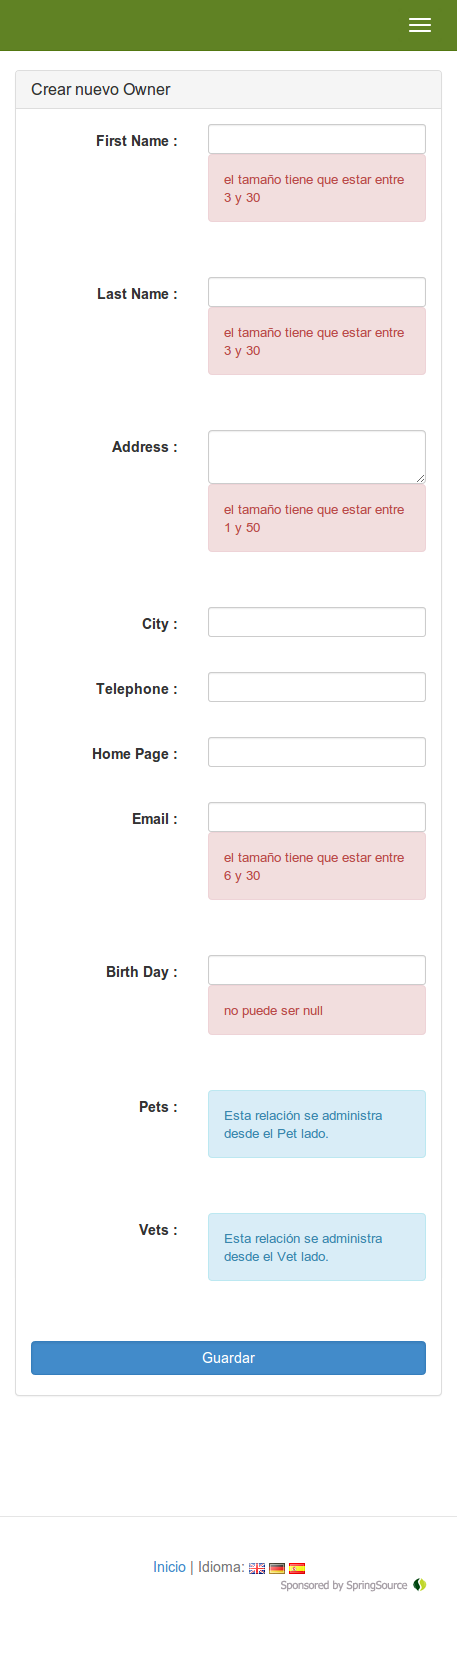 Crear nuevo Owner
First Name :
el tamaño tiene que estar entre
3 y 30
Last Name :
el tamaño tiene que estar entre
3 y 30
Address :
el tamaño tiene que estar entre
1 y 50
City :
Telephone :
Home Page :
Email :
el tamaño tiene que estar entre
6 y 30
Birth Day :
no puede ser null
Pets :
Esta relación se administra
desde el Pet lado.
Vets :
Esta relación se administra
desde el Vet lado.
Guardar
Inicio | Idioma:
Sponsored by SpringSource